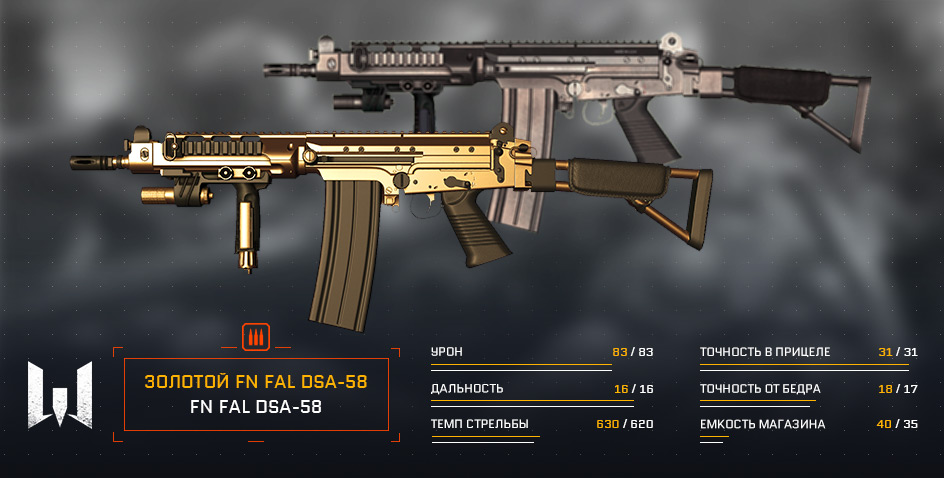 ЗОЛОТОЙ FN FAL DSA-58
FN FAL DSA-58
УРОН 83 / 83
ДАЛЬНОСТЬ 16 / 16
ТЕМП СТРЕЛЬБЫ 630 / 620
ТОЧНОСТЬ В ПРИЦЕЛЕ 31 / 31
ТОЧНОСТЬ ОТ БЕДРА 18 / 17
ЕМКОСТЬ МАГАЗИНА 40 / 35